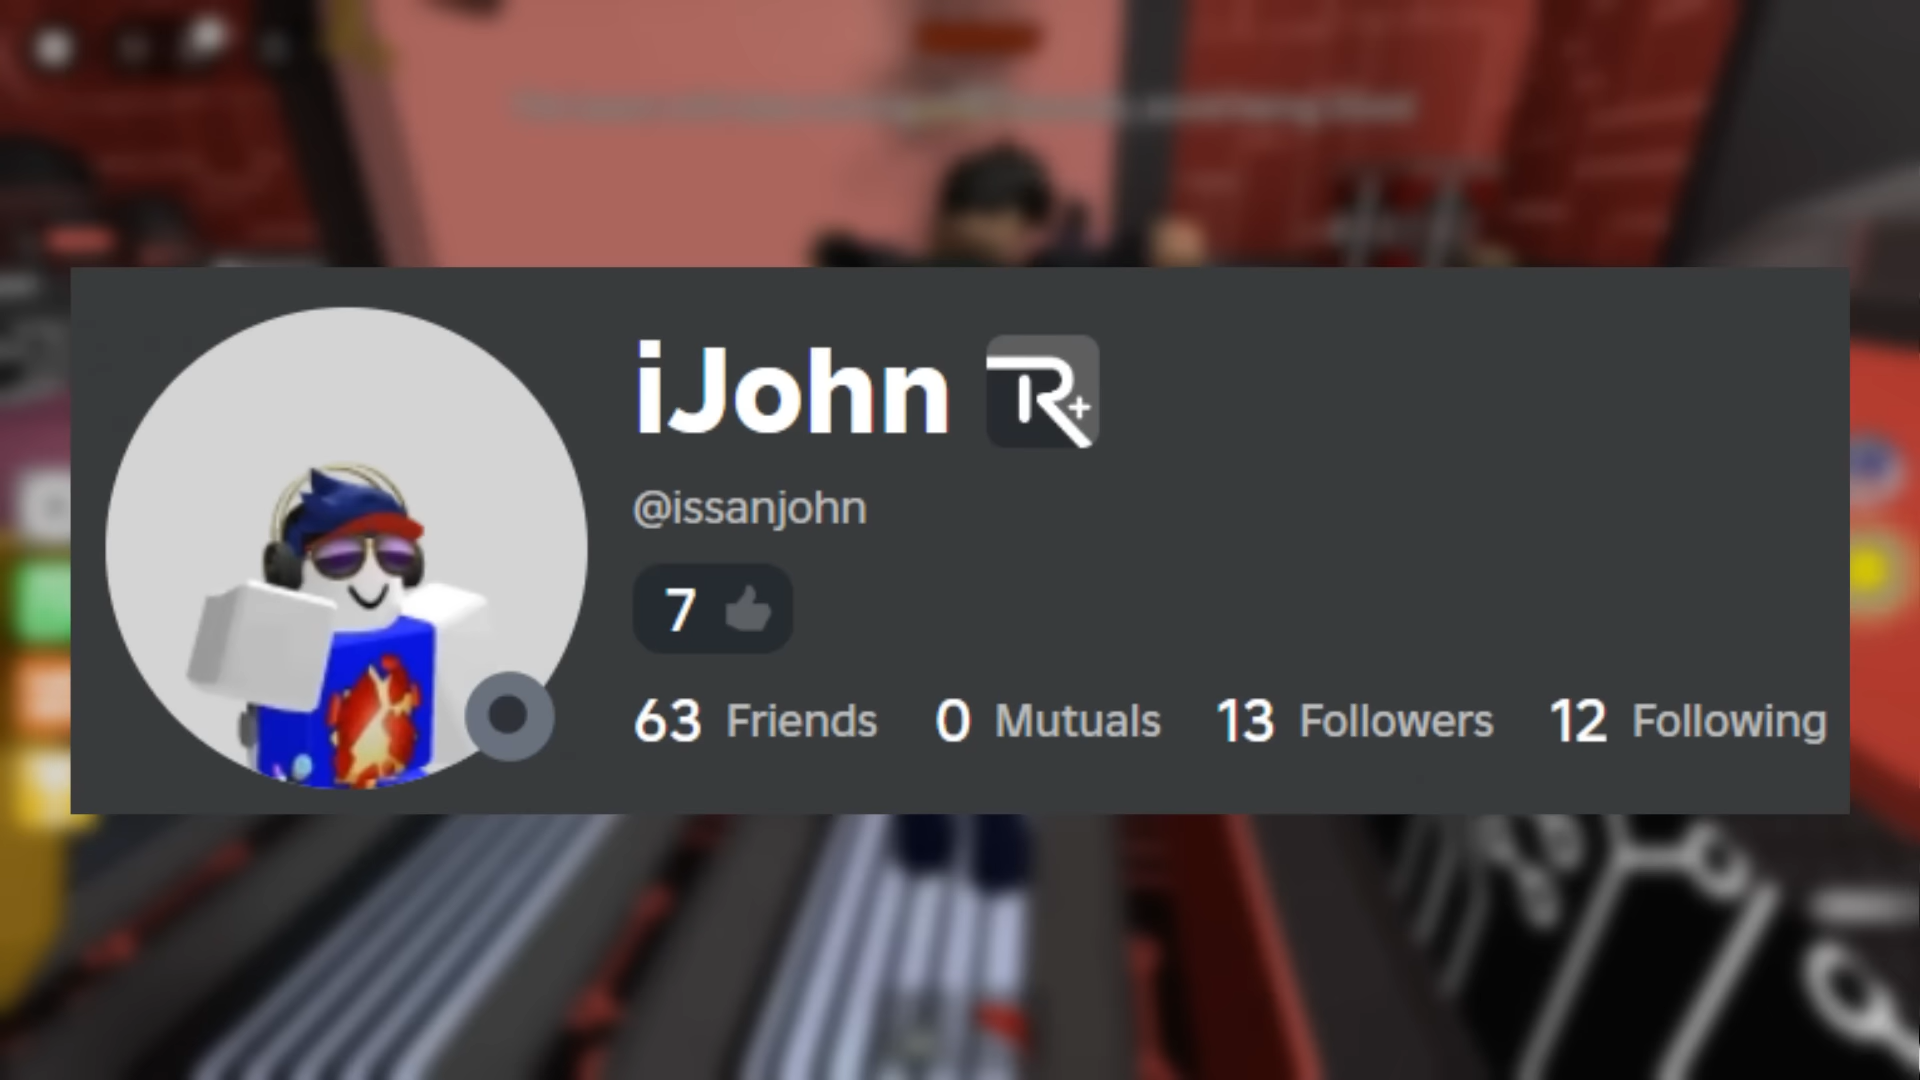 iJohn R+
@issanjohn
7
63 Friends 0 Mutuals 13 Followers 12 Following